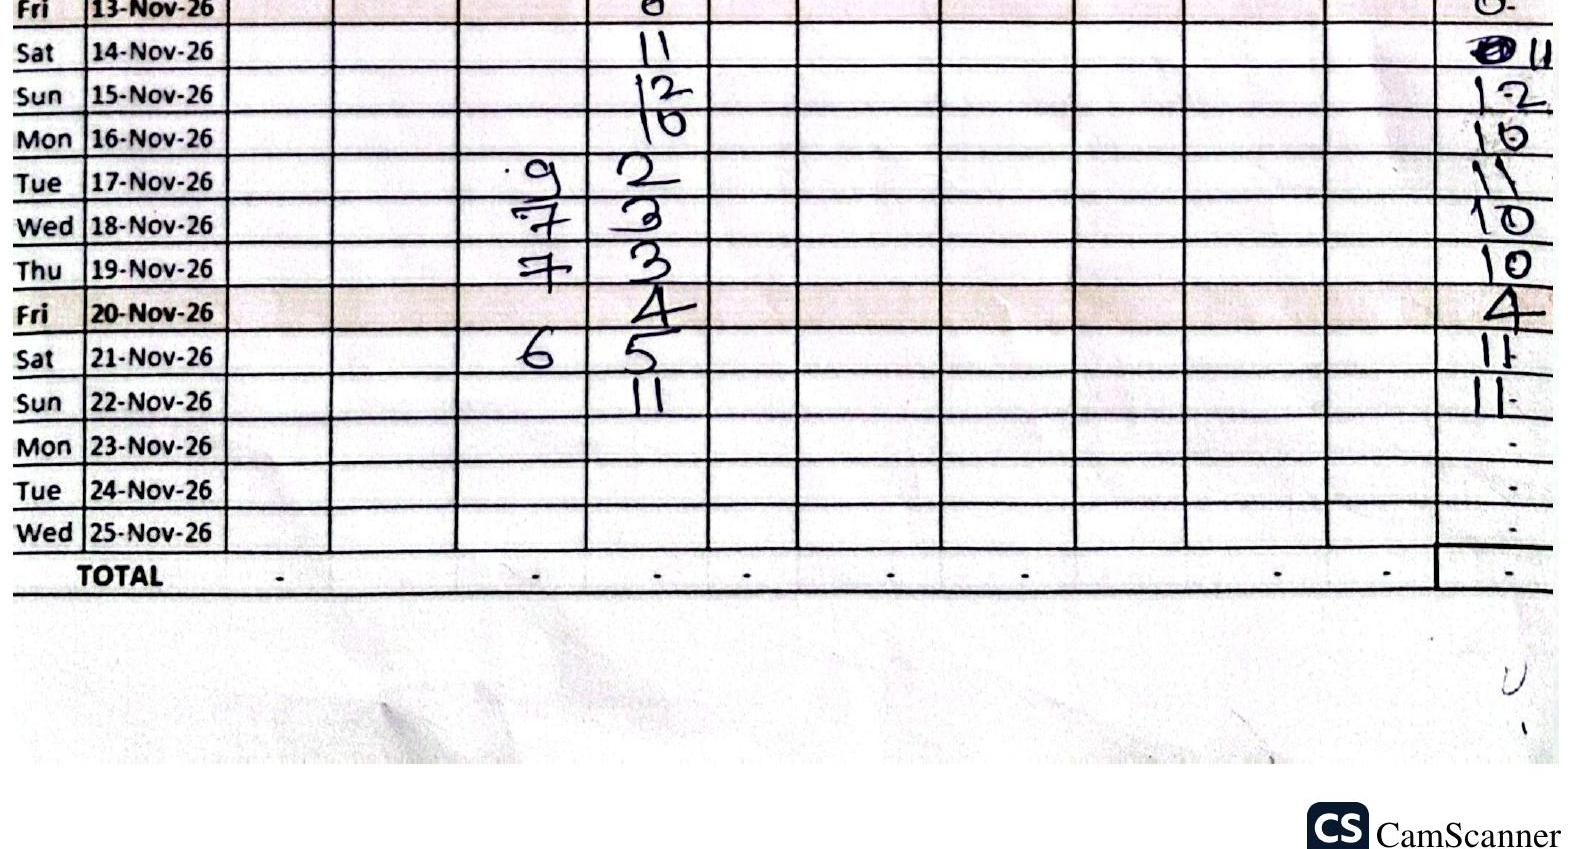 Fri 13-Nov-26 0 0-
Sat 14-Nov-26 11 11
Sun 15-Nov-26 12 12
Mon 16-Nov-26 10 10
Tue 17-Nov-26 9 2 11
Wed 18-Nov-26 7 3 10
Thu 19-Nov-26 7 3 10
Fri 20-Nov-26 4 4
Sat 21-Nov-26 6 5 11
Sun 22-Nov-26 11 11-
Mon 23-Nov-26 -
Tue 24-Nov-26 -
Wed 25-Nov-26 -
TOTAL - - - - - - - - -
CS CamScanner